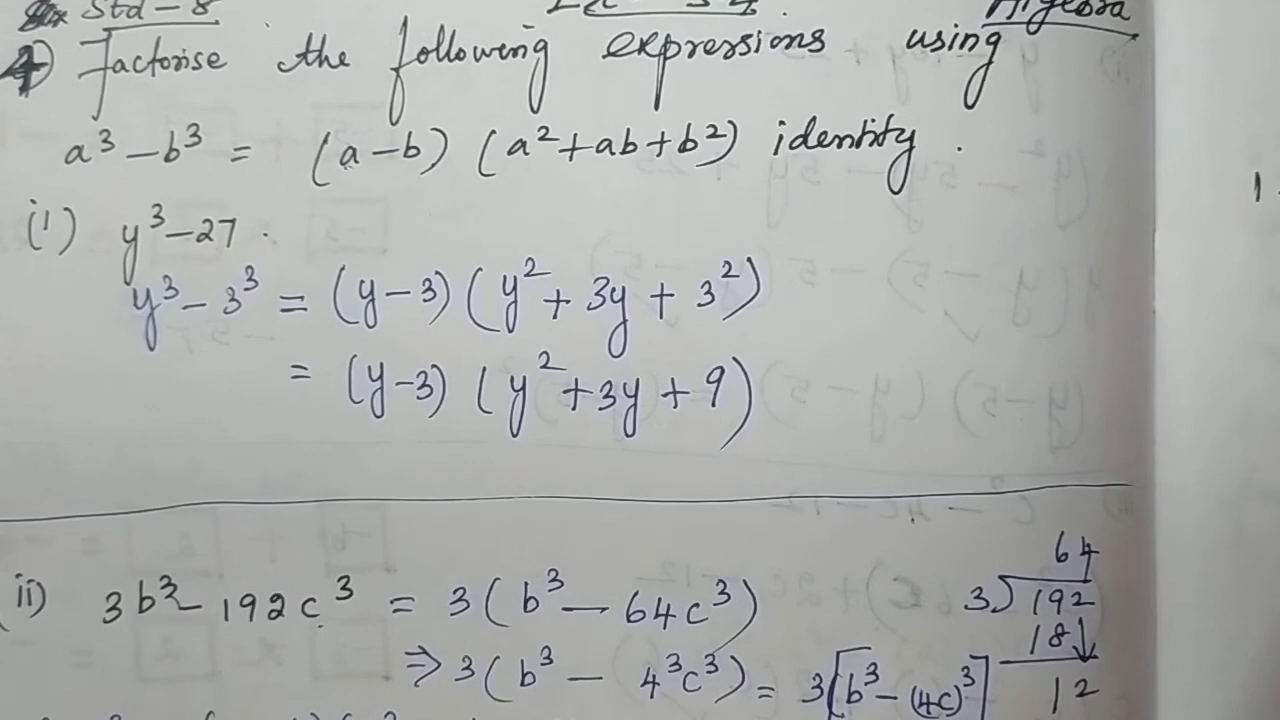 Std - 8
Algebra
Factorise the following expressions using
a³ - b³ = (a - b) (a² + ab + b²) identity.
(i) y³ - 27.
y³ - 3³ = (y - 3) (y² + 3y + 3²)
= (y - 3) (y² + 3y + 9)
ii) 3b³ - 192c³ = 3(b³ - 64c³)
⇒ 3(b³ - 4³c³) = 3[b³ - (4c)³]
64
3)192
18↓
12